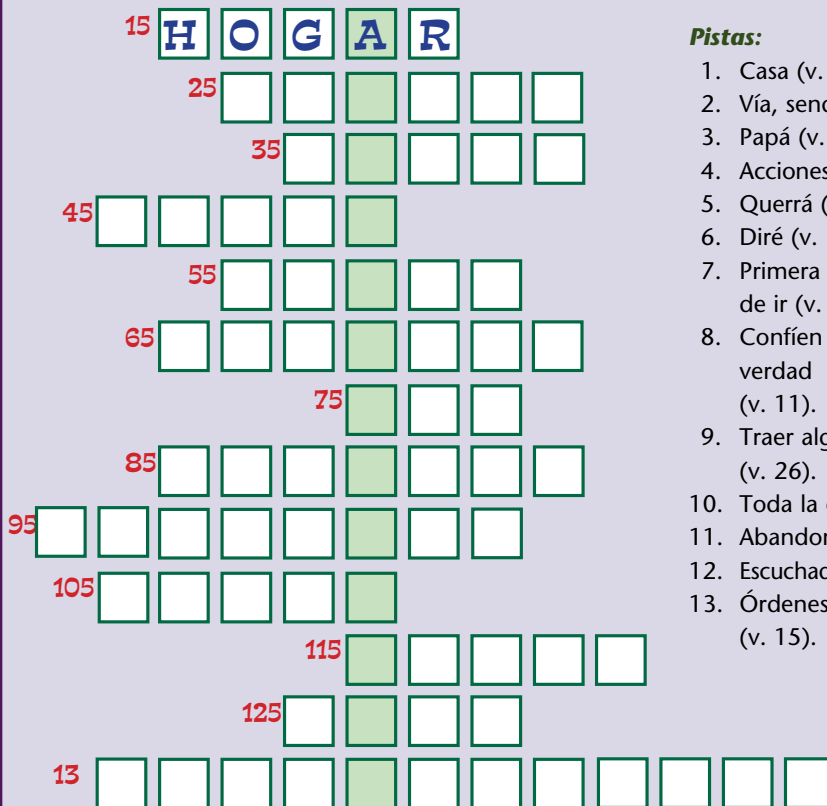 15 HOGAR
25
35
45
55
65
75
85
95
105
115
125
13
Pistas:
1. Casa (v.
2. Vía, send
3. Papá (v.
4. Acciones
5. Querrá (
6. Diré (v.
7. Primera
de ir (v.
8. Confíen
verdad
(v. 11).
9. Traer alg
(v. 26).
10. Toda la
11. Abandon
12. Escuchad
13. Órdenes
(v. 15).